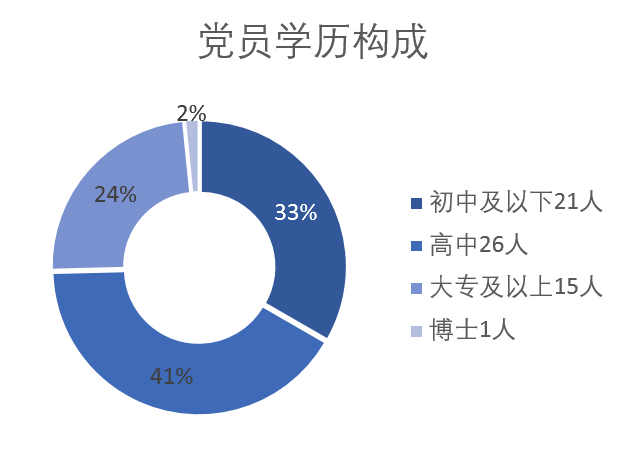 党员学历构成
2%
33%
24%
41%
初中及以下21人
高中26人
大专及以上15人
博士1人